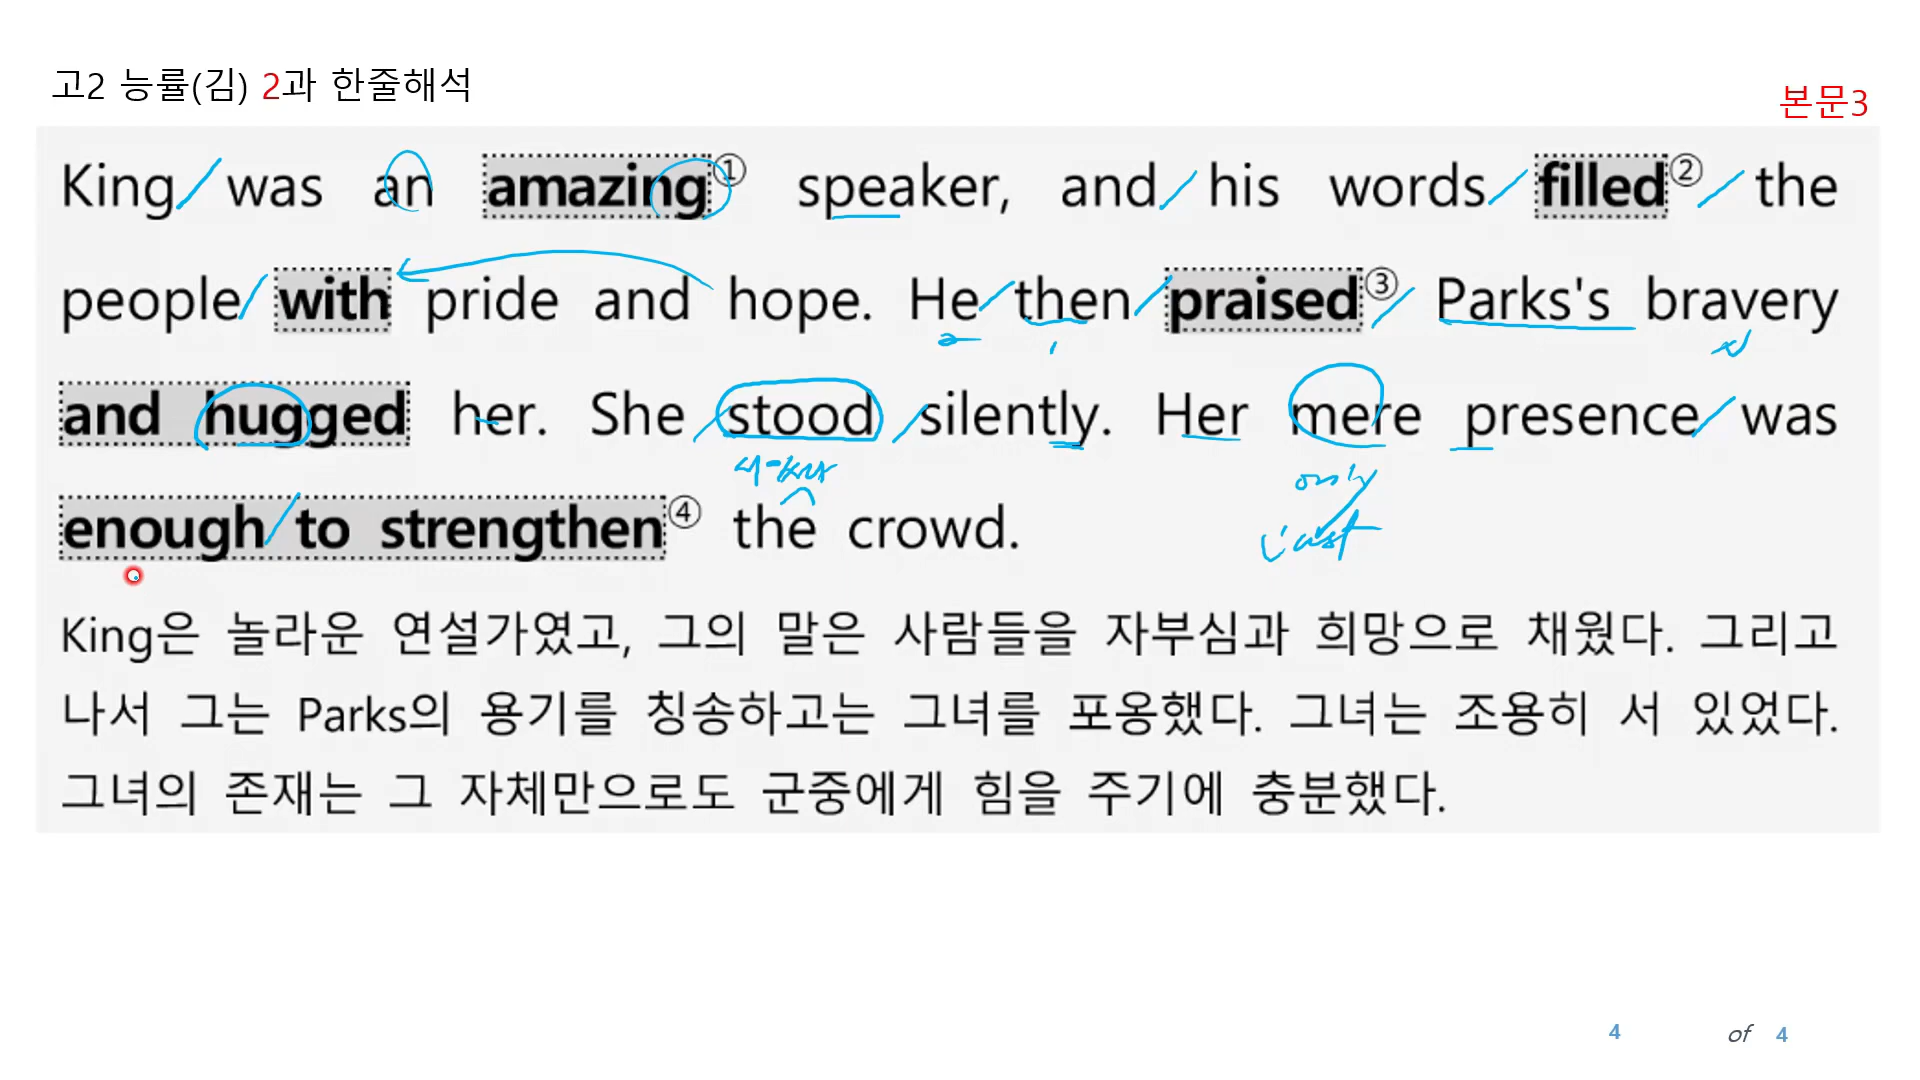 고2 능률(김) 2과 한줄해석
본문3
King was an amazing① speaker, and his words filled② the
people with pride and hope. He then praised③ Parks's bravery
and hugged her. She stood silently. Her mere presence was
only
just
enough to strengthen④ the crowd.
King은 놀라운 연설가였고, 그의 말은 사람들을 자부심과 희망으로 채웠다. 그리고
나서 그는 Parks의 용기를 칭송하고는 그녀를 포옹했다. 그녀는 조용히 서 있었다.
그녀의 존재는 그 자체만으로도 군중에게 힘을 주기에 충분했다.
4 of 4